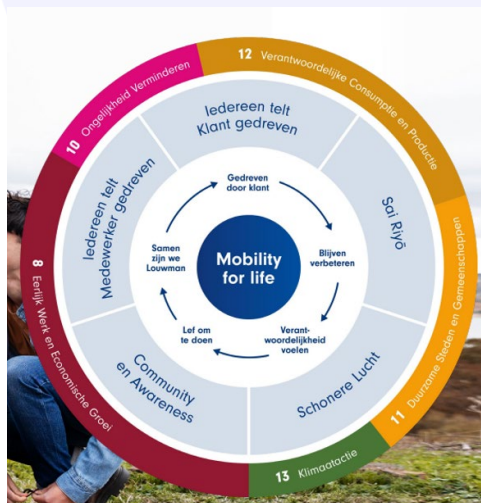 12 Verantwoordelijke Consumptie en Productie
10 Ongelijkheid Verminderen
8 Eerlijk Werk en Economische Groei
13 Klimaatactie
11 Duurzame Steden en Gemeenschappen
Iedereen telt
Klant gedreven
Sai Riyō
Schonere Lucht
Community
en Awareness
Iedereen telt
Medewerker gedreven
Gedreven
door klant
Blijven
verbeteren
Verant-
woordelijkheid
voelen
Lef om
te doen
Samen
zijn we
Louwman
Mobility
for life